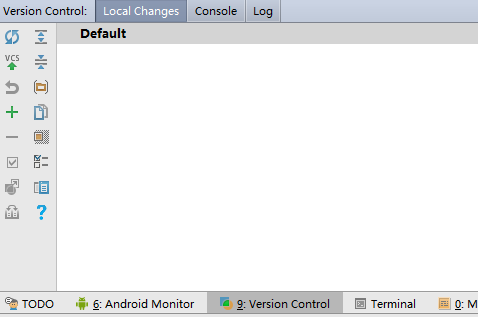 Version Control: Local Changes Console Log
Default
VCS
?
TODO 6: Android Monitor 9: Version Control Terminal 0: M